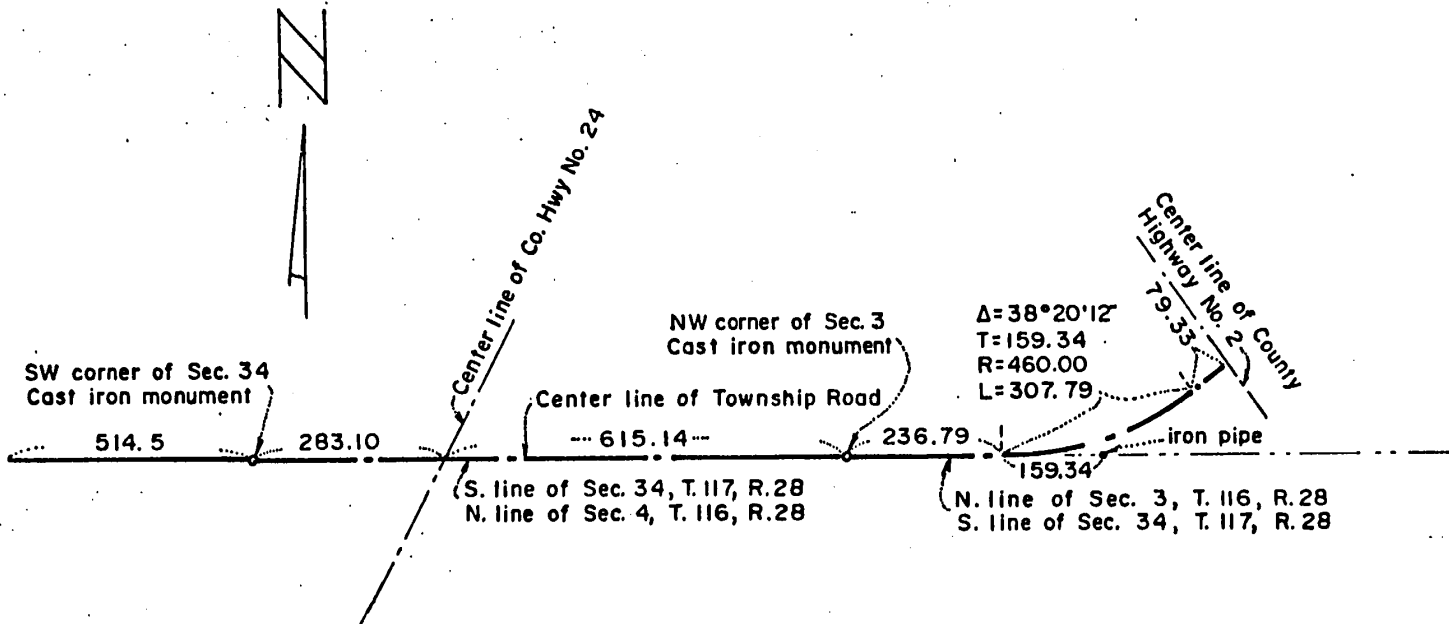 N
Center line of Co. Hwy No. 24
Center line of County
Highway No. 2
79.33
Δ=38°20'12"
T=159.34
R=460.00
L=307.79
NW corner of Sec. 3
Cast iron monument
SW corner of Sec. 34
Cast iron monument
Center line of Township Road
514.5
283.10
615.14
236.79
iron pipe
159.34
S. line of Sec. 34, T. 117, R. 28
N. line of Sec. 4, T. 116, R. 28
N. line of Sec. 3, T. 116, R. 28
S. line of Sec. 34, T. 117, R. 28